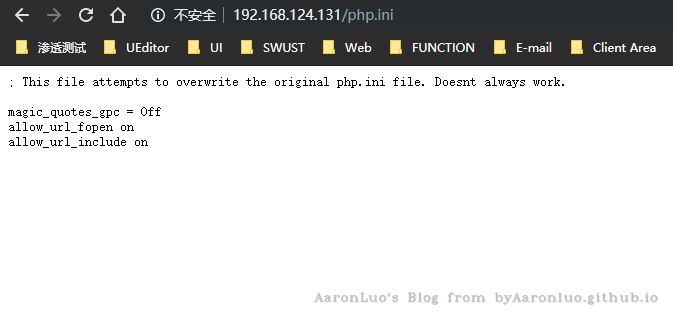 不安全 192.168.124.131/php.ini
渗透测试 UEditor UI SWUST Web FUNCTION E-mail Client Area
; This file attempts to overwrite the original php.ini file. Doesnt always work.
magic_quotes_gpc = Off
allow_url_fopen on
allow_url_include on
AaronLuo's Blog from byAaronluo.github.io